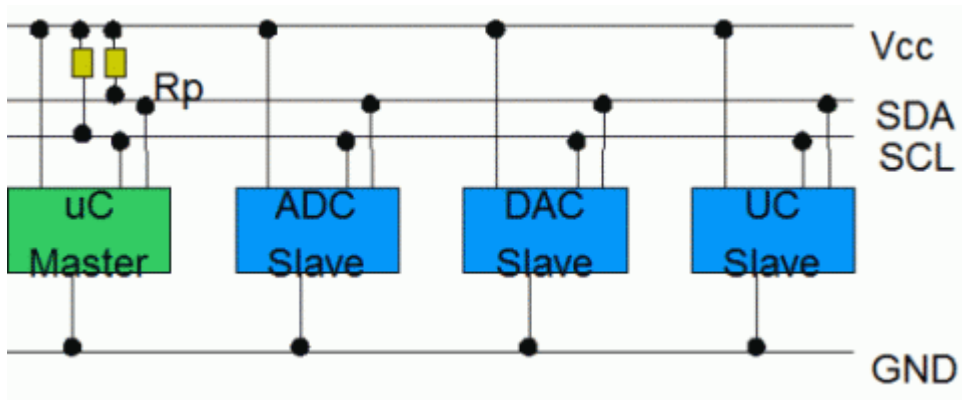 Vcc
Rp
SDA
SCL
uC
Master
ADC
Slave
DAC
Slave
UC
Slave
GND